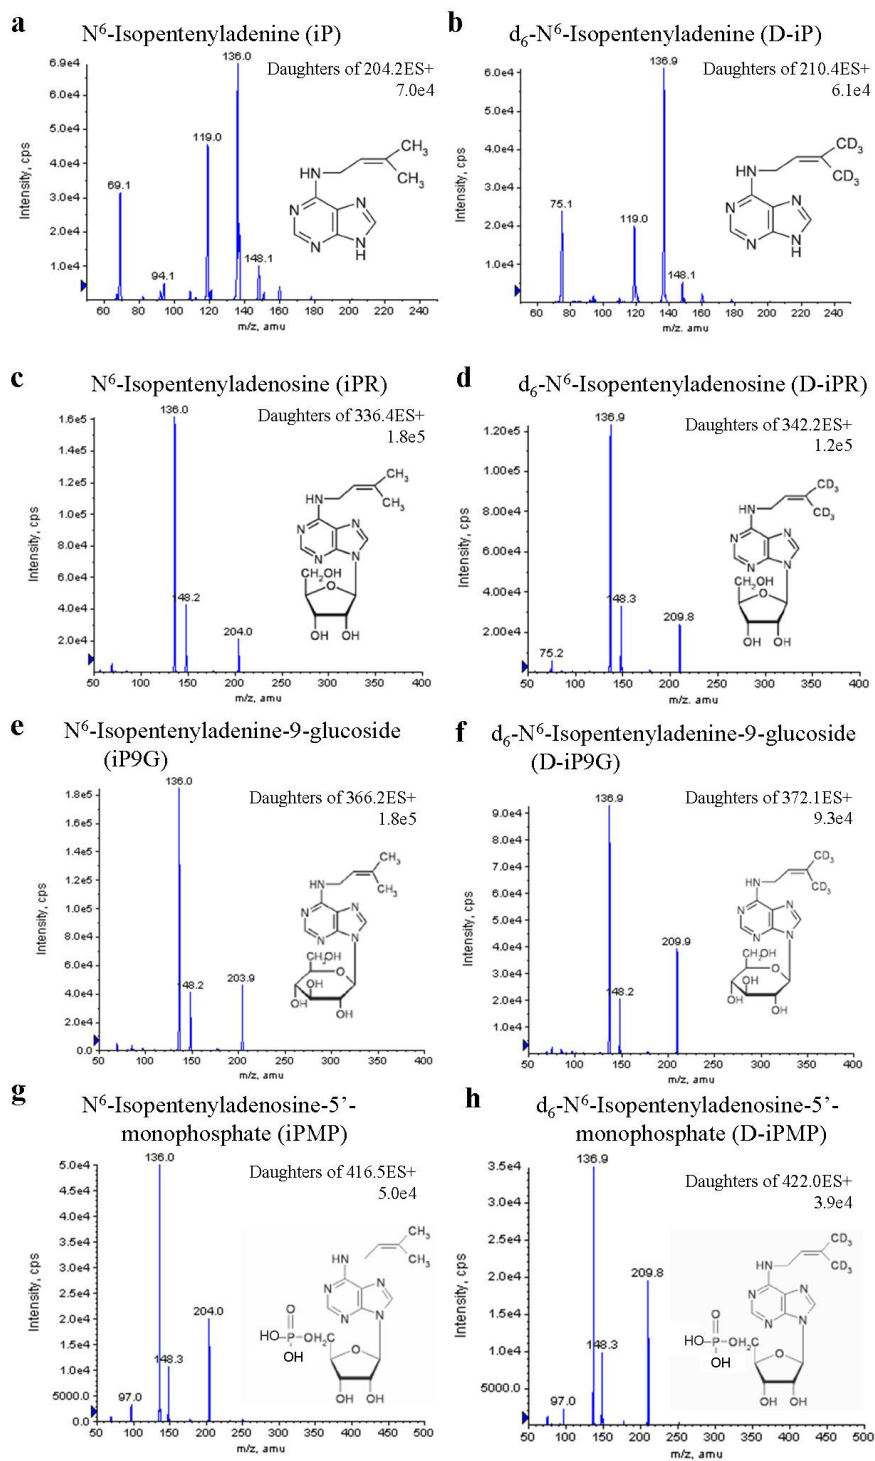 a
N⁶-Isopentenyladenine (iP)
Daughters of 204.2ES+
7.0e4
136.0
119.0
69.1
94.1
148.1
6.9e4
6.0e4
5.0e4
4.0e4
3.0e4
2.0e4
1.0e4
Intensity, cps
60 80 100 120 140 160 180 200 220 240
m/z, amu
HN
CH₃
CH₃
N
N
N
N
H
b
d₆-N⁶-Isopentenyladenine (D-iP)
Daughters of 210.4ES+
6.1e4
136.9
75.1
119.0
148.1
6.0e4
5.0e4
4.0e4
3.0e4
2.0e4
1.0e4
Intensity, cps
60 80 100 120 140 160 180 200 220 240
m/z. amu
HN
CD₃
CD₃
N
N
N
N
H
c
N⁶-Isopentenyladenosine (iPR)
Daughters of 336.4ES+
1.8e5
136.0
148.2
204.0
1.6e5
1.4e5
1.2e5
1.0e5
8.0e4
6.0e4
4.0e4
2.0e4
Intensity, cps
50 100 150 200 250 300 350 400
m/z, amu
HN
CH₃
CH₃
N
N
N
N
CH₂OH
O
OH OH
d
d₆-N⁶-Isopentenyladenosine (D-iPR)
Daughters of 342.2ES+
1.2e5
136.9
148.3
209.8
75.2
1.20e5
1.00e5
8.00e4
6.00e4
4.00e4
2.00e4
Intensity, cps
50 100 150 200 250 300 350 400
m/z, amu
HN
CD₃
CD₃
N
N
N
N
CH₂OH
O
OH OH
e
N⁶-Isopentenyladenine-9-glucoside
(iP9G)
Daughters of 366.2ES+
1.8e5
136.0
148.2
203.9
1.8e5
1.6e5
1.4e5
1.2e5
1.0e5
8.0e4
6.0e4
4.0e4
2.0e4
0.0
Intensity, cps
50 100 150 200 250 300 350 400
m/z, amu
HN
CH₃
CH₃
N
N
N
N
CH₂OH
O
OH
OH
OH
f
d₆-N⁶-Isopentenyladenine-9-glucoside
(D-iP9G)
Daughters of 372.1ES+
9.3e4
136.9
148.2
209.9
9.0e4
8.0e4
7.0e4
6.0e4
5.0e4
4.0e4
3.0e4
2.0e4
1.0e4
Intensity, cps
50 100 150 200 250 300 350 400
m/z, amu
HN
CD₃
CD₃
N
N
N
N
CH₂OH
O
OH
OH
OH
g
N⁶-Isopentenyladenosine-5’-
monophosphate (iPMP)
Daughters of 416.5ES+
5.0e4
136.0
204.0
148.3
97.0
5.0e4
4.5e4
4.0e4
3.5e4
3.0e4
2.5e4
2.0e4
1.5e4
1.0e4
5000.0
0.0
Intensity, cps
50 100 150 200 250 300 350 400 450 500
m/z, amu
HN
CH₃
CH₃
N
N
N
N
O
HO-P-OH₂C
OH
O
OH OH
h
d₆-N⁶-Isopentenyladenosine-5’-
monophosphate (D-iPMP)
Daughters of 422.0ES+
3.9e4
136.9
209.8
148.3
97.0
3.5e4
3.0e4
2.5e4
2.0e4
1.5e4
1.0e4
5000.0
Intensity, cps
50 100 150 200 250 300 350 400 450 500
m/z, amu
HN
CD₃
CD₃
N
N
N
N
O
HO-P-OH₂C
OH
O
OH OH